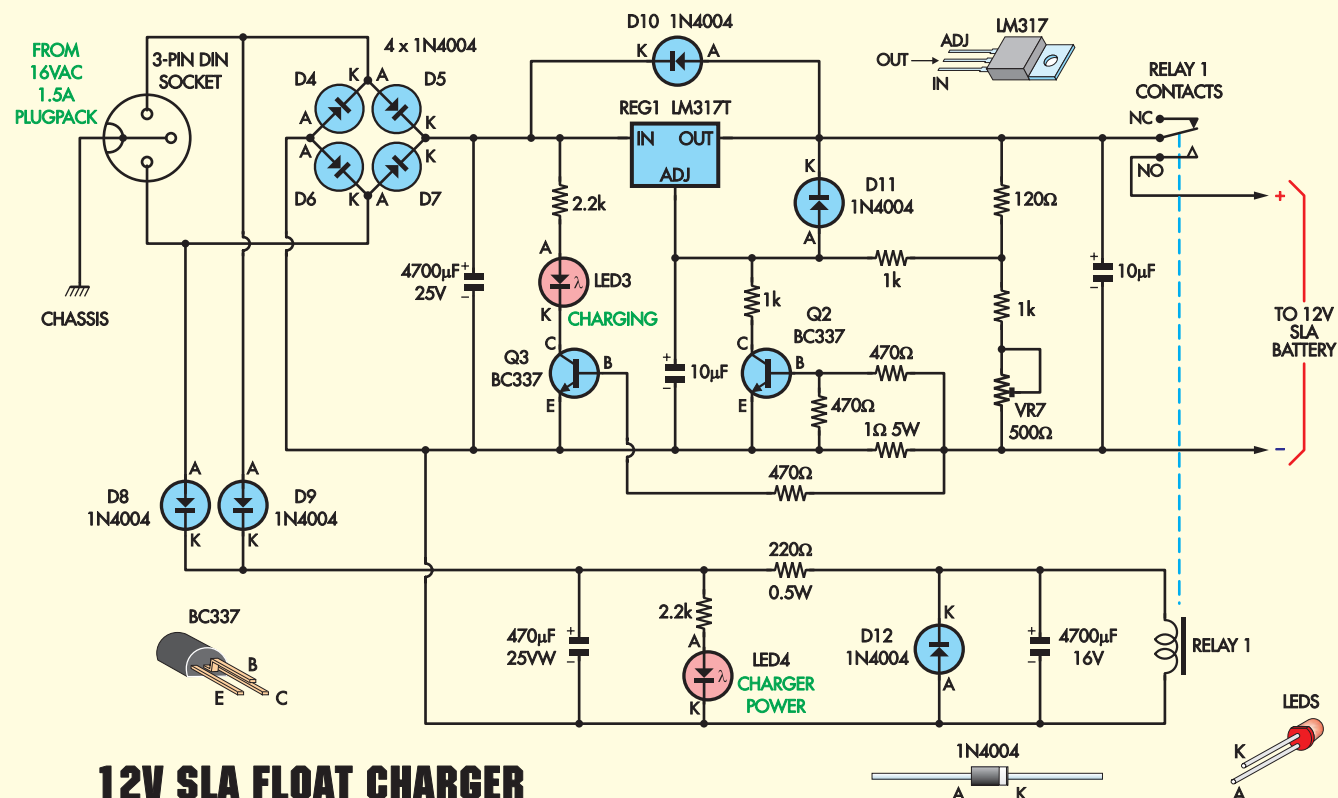 D10 1N4004
K
A
LM317
ADJ
OUT
IN
FROM
16VAC
1.5A
PLUGPACK
3-PIN DIN
SOCKET
4 x 1N4004
D4
K
A
D5
A
K
A
K
D6
K
A
D7
REG1 LM317T
IN
OUT
ADJ
RELAY 1
CONTACTS
NC
NO
K
D11
1N4004
A
120Ω
+
2.2k
A
LED3
λ
K
CHARGING
4700µF
25V
+
–
1k
1k
Q2
BC337
1k
+
10µF
–
CHASSIS
TO 12V
SLA
BATTERY
C
Q3
BC337
B
E
+
10µF
–
C
B
E
470Ω
470Ω
1Ω 5W
VR7
500Ω
–
470Ω
A
D8
1N4004
K
A
D9
1N4004
K
220Ω
0.5W
BC337
B
E
C
+
470µF
25VW
–
2.2k
A
LED4
λ
K
CHARGER
POWER
K
D12
1N4004
A
+
4700µF
16V
–
RELAY 1
LEDS
K
A
1N4004
A
K
12V SLA FLOAT CHARGER